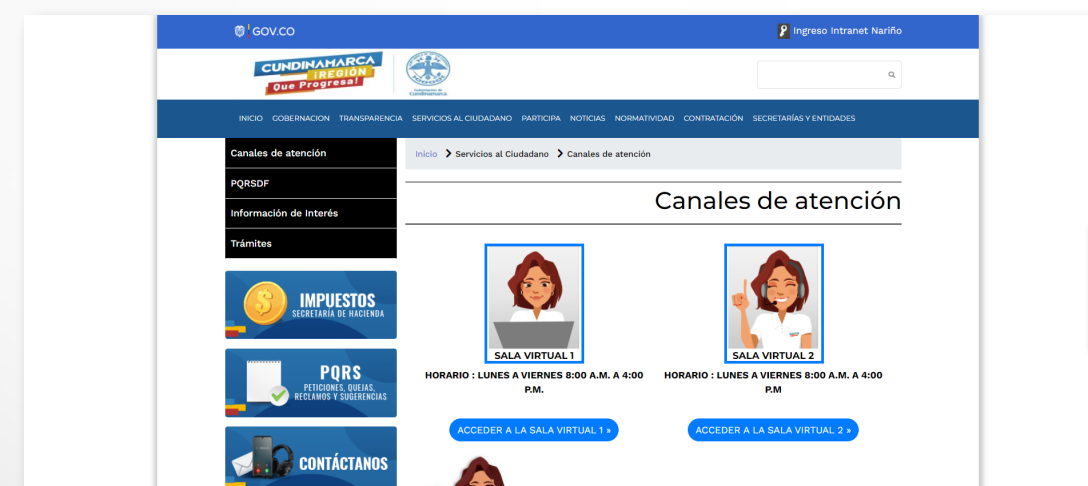 GOV.CO
Ingreso Intranet Nariño
CUNDINAMARCA
¡REGIÓN
Que Progresa!
Gobernación de
Cundinamarca
INICIO GOBERNACION TRANSPARENCIA SERVICIOS AL CIUDADANO PARTICIPA NOTICIAS NORMATIVIDAD CONTRATACIÓN SECRETARÍAS Y ENTIDADES
Canales de atención
PQRSDF
Información de Interés
Trámites
IMPUESTOS
SECRETARÍA DE HACIENDA
PQRS
PETICIONES, QUEJAS,
RECLAMOS Y SUGERENCIAS
CONTÁCTANOS
Inicio > Servicios al Ciudadano > Canales de atención
Canales de atención
SALA VIRTUAL 1
HORARIO : LUNES A VIERNES 8:00 A.M. A 4:00
P.M.
ACCEDER A LA SALA VIRTUAL 1 »
SALA VIRTUAL 2
HORARIO : LUNES A VIERNES 8:00 A.M. A 4:00
P.M
ACCEDER A LA SALA VIRTUAL 2 »